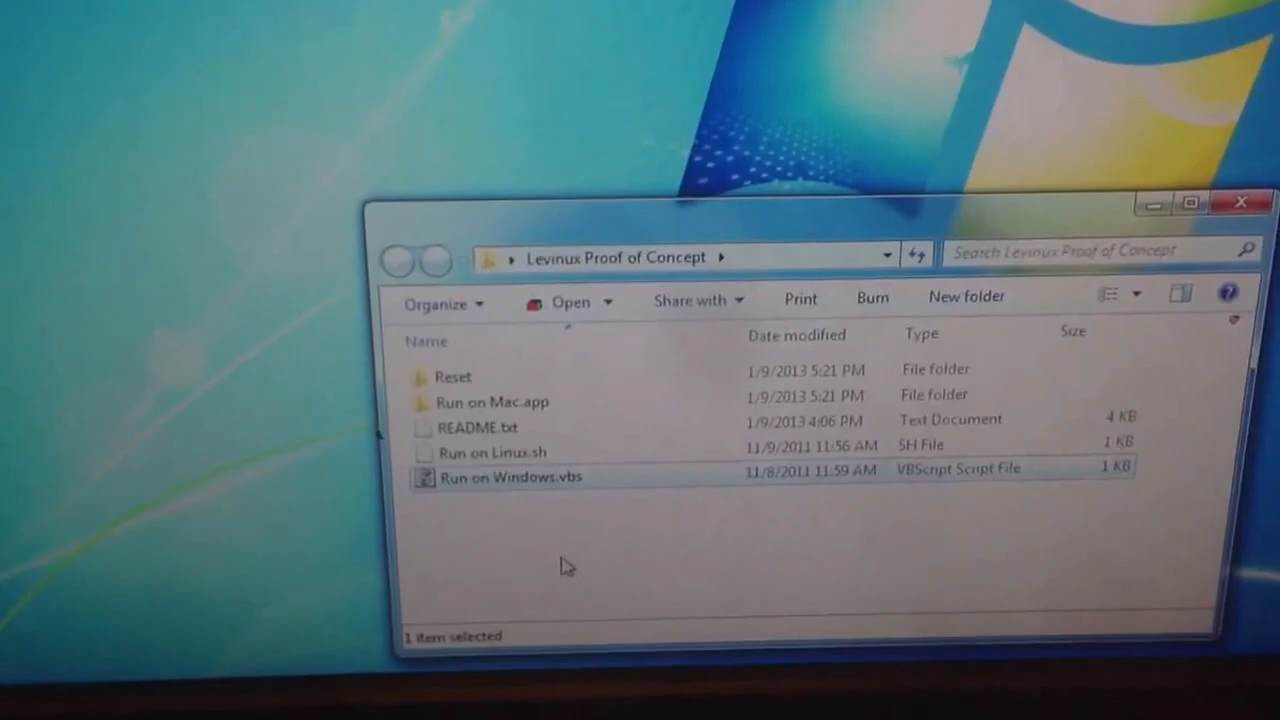 Levinux Proof of Concept
Search Levinux Proof of Concept
Organize Open Share with Print Burn New folder
Name Date modified Type Size
Reset 1/9/2013 5:21 PM File folder
Run on Mac.app 1/9/2013 5:21 PM File folder
README.txt 1/9/2013 4:06 PM Text Document 4 KB
Run on Linux.sh 11/9/2011 11:56 AM SH File 1 KB
Run on Windows.vbs 11/8/2011 11:59 AM VBScript Script File 1 KB
1 item selected